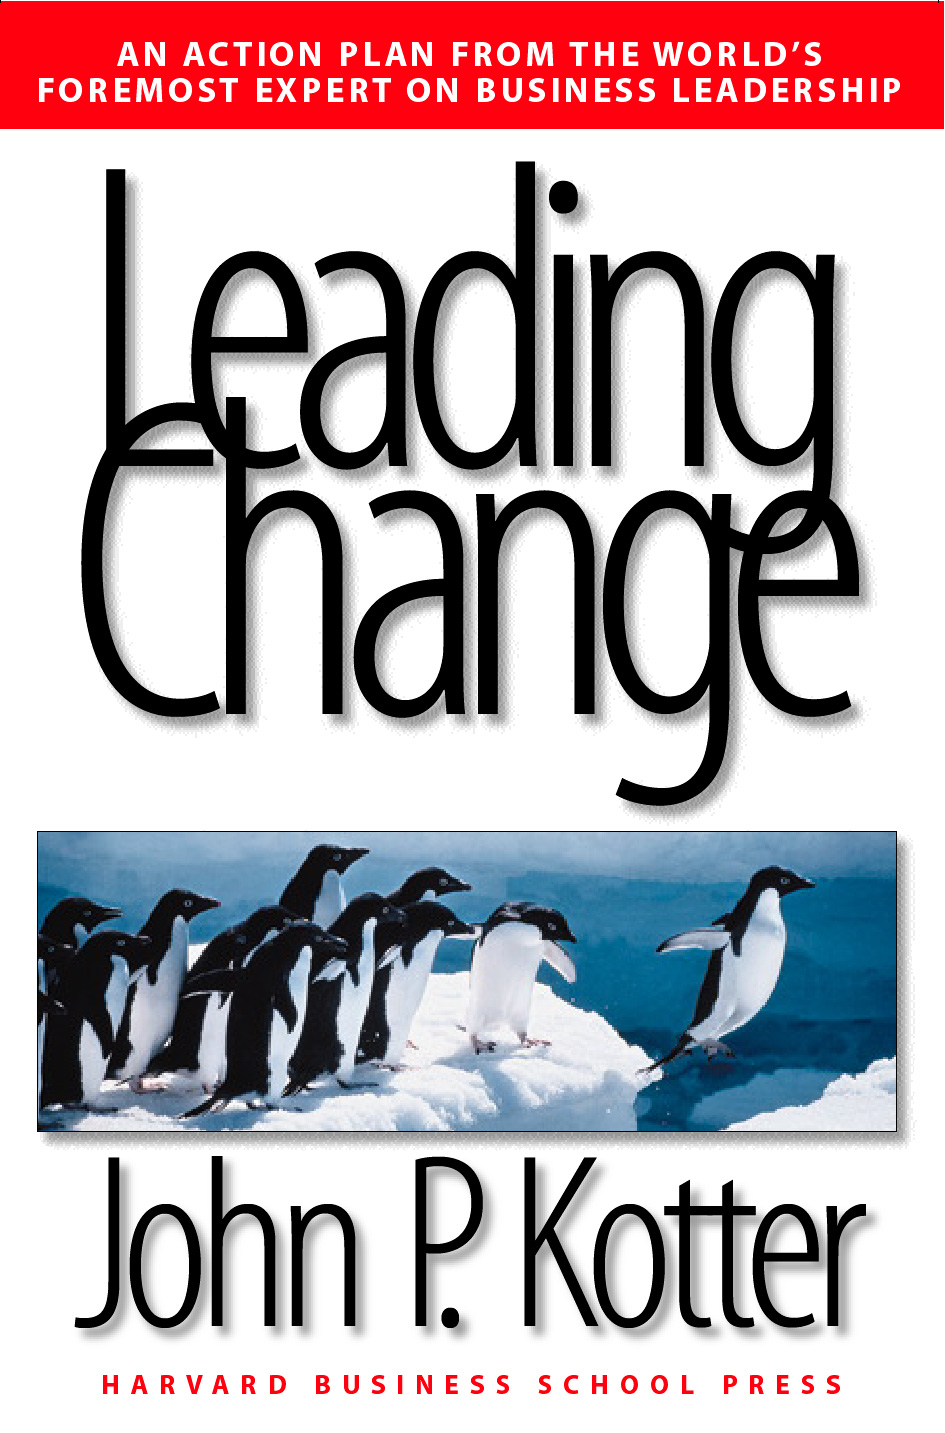 AN ACTION PLAN FROM THE WORLD’S
FOREMOST EXPERT ON BUSINESS LEADERSHIP
Leading
Change
John P. Kotter
HARVARD BUSINESS SCHOOL PRESS